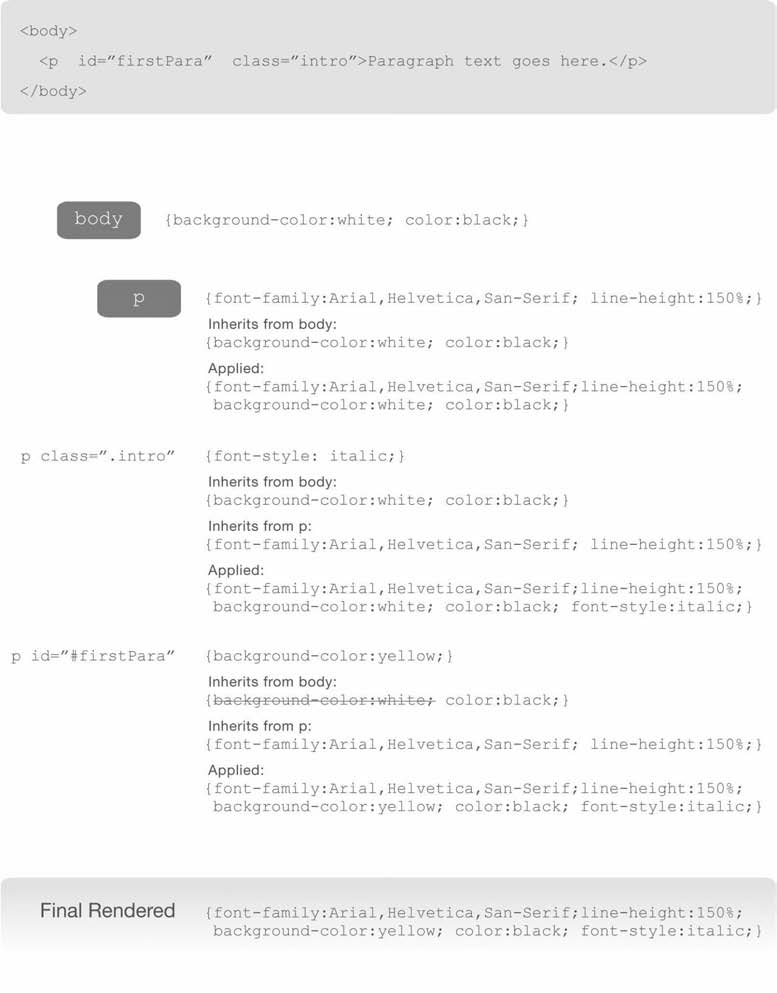 <body>
<p id=”firstPara” class=”intro”>Paragraph text goes here.</p>
</body>
body {background-color:white; color:black;}
p {font-family:Arial,Helvetica,San-Serif; line-height:150%;}
Inherits from body:
{background-color:white; color:black;}
Applied:
{font-family:Arial,Helvetica,San-Serif;line-height:150%;
background-color:white; color:black;}
p class=”.intro” {font-style: italic;}
Inherits from body:
{background-color:white; color:black;}
Inherits from p:
{font-family:Arial,Helvetica,San-Serif; line-height:150%;}
Applied:
{font-family:Arial,Helvetica,San-Serif;line-height:150%;
background-color:white; color:black; font-style:italic;}
p id=”#firstPara” {background-color:yellow;}
Inherits from body:
{background-color:white; color:black;}
Inherits from p:
{font-family:Arial,Helvetica,San-Serif; line-height:150%;}
Applied:
{font-family:Arial,Helvetica,San-Serif;line-height:150%;
background-color:yellow; color:black; font-style:italic;}
Final Rendered {font-family:Arial,Helvetica,San-Serif;line-height:150%;
background-color:yellow; color:black; font-style:italic;}